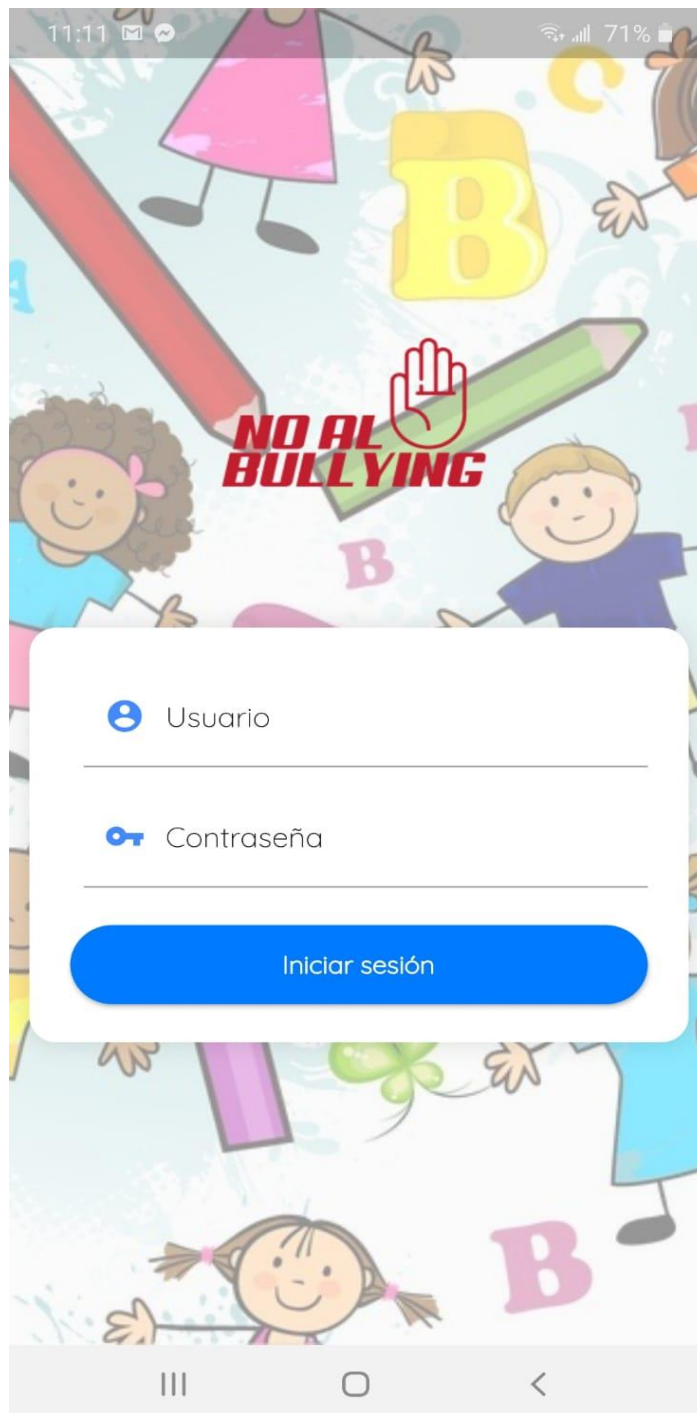 11:11 71%
B
A
NO AL
BULLYING
B
Usuario
Contraseña
Iniciar sesión
B